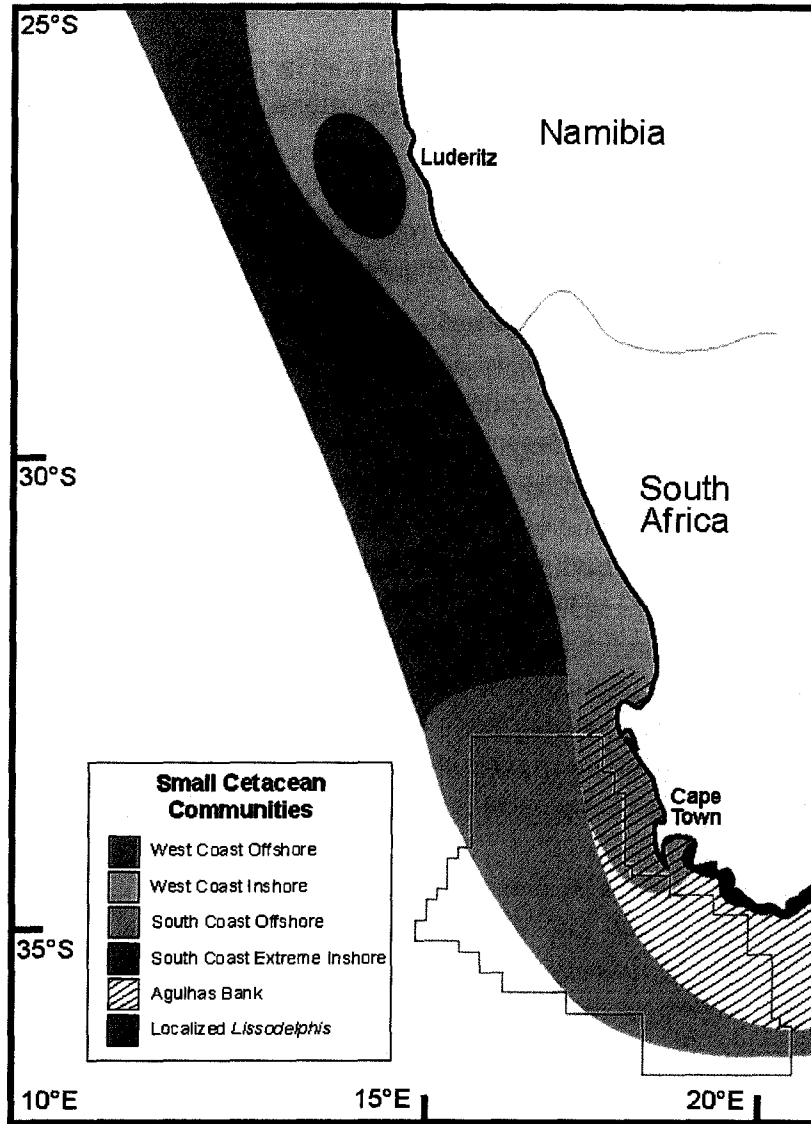 25°S
Namibia
Luderitz
30°S
South
Africa
Small Cetacean
Communities
West Coast Offshore
West Coast Inshore
South Coast Offshore
South Coast Extreme Inshore
Agulhas Bank
Localized Lissodelphis
Cape
Town
35°S
10°E
15°E
20°E